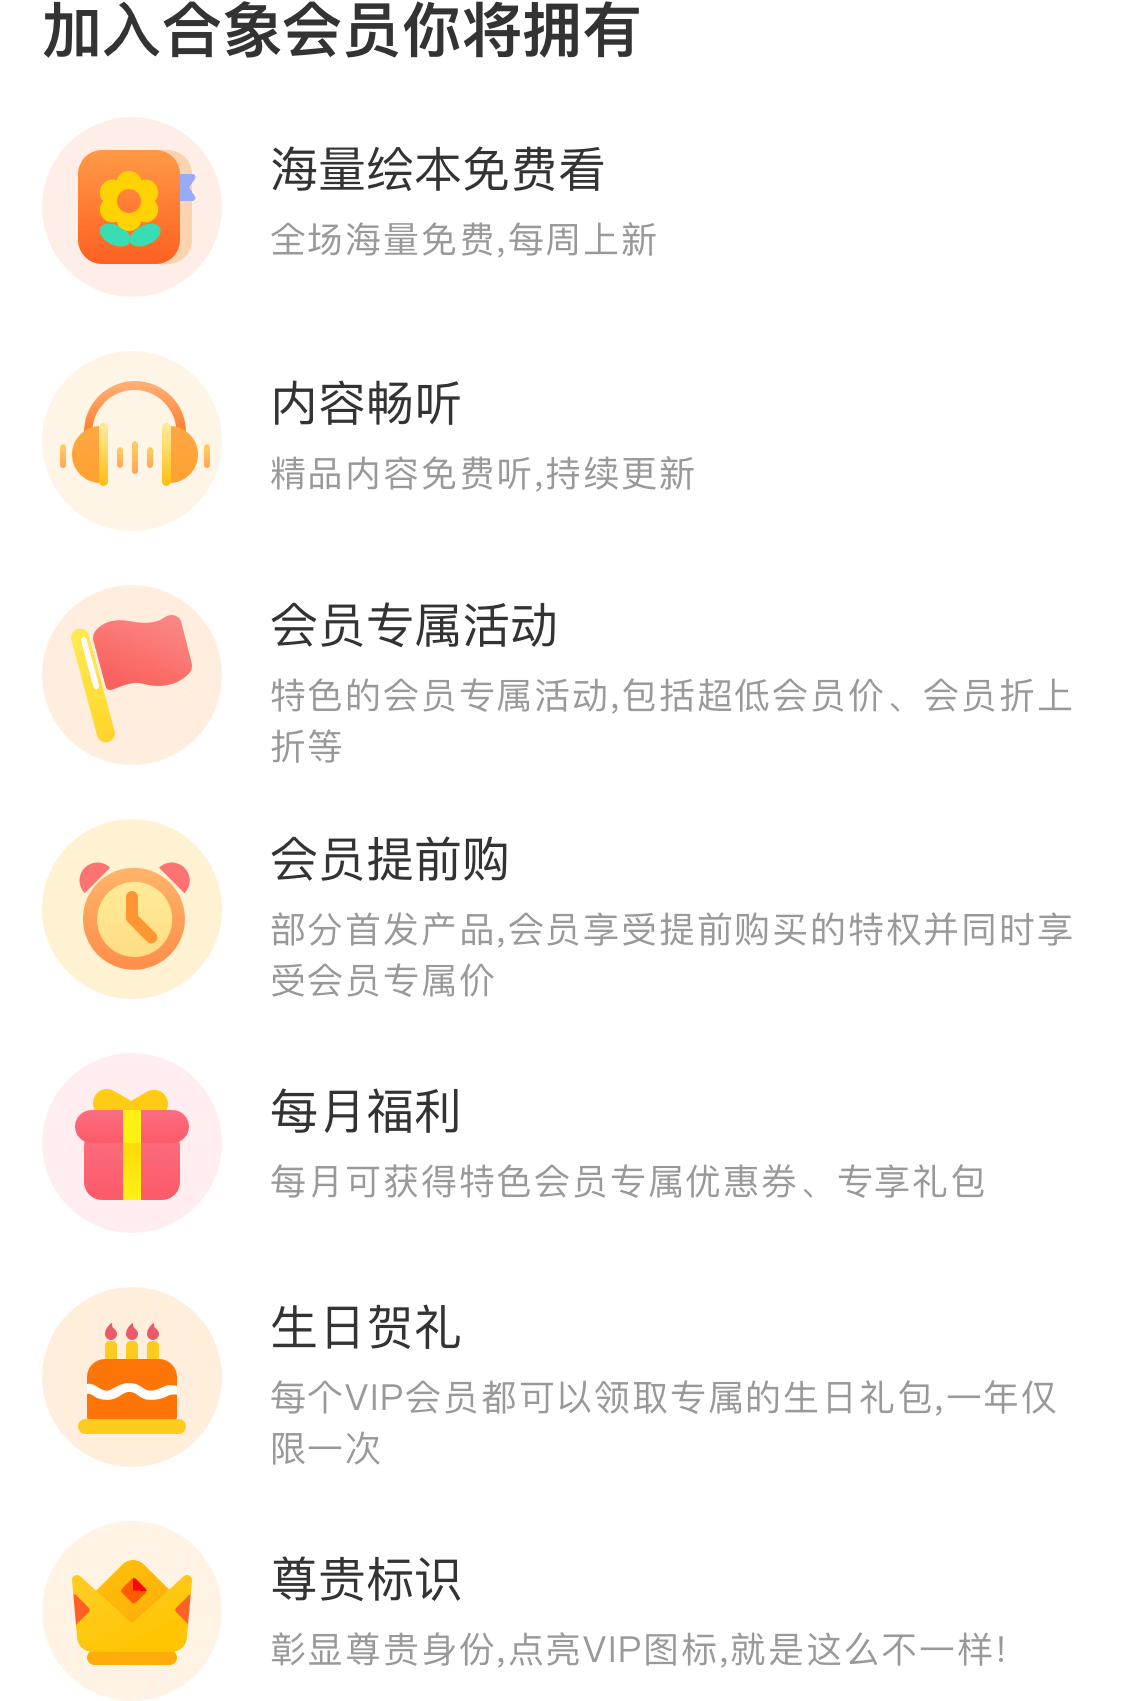 加入合象会员你将拥有
海量绘本免费看
全场海量免费,每周上新
内容畅听
精品内容免费听,持续更新
会员专属活动
特色的会员专属活动,包括超低会员价、会员折上
折等
会员提前购
部分首发产品,会员享受提前购买的特权并同时享
受会员专属价
每月福利
每月可获得特色会员专属优惠券、专享礼包
生日贺礼
每个VIP会员都可以领取专属的生日礼包,一年仅
限一次
尊贵标识
彰显尊贵身份,点亮VIP图标,就是这么不一样!